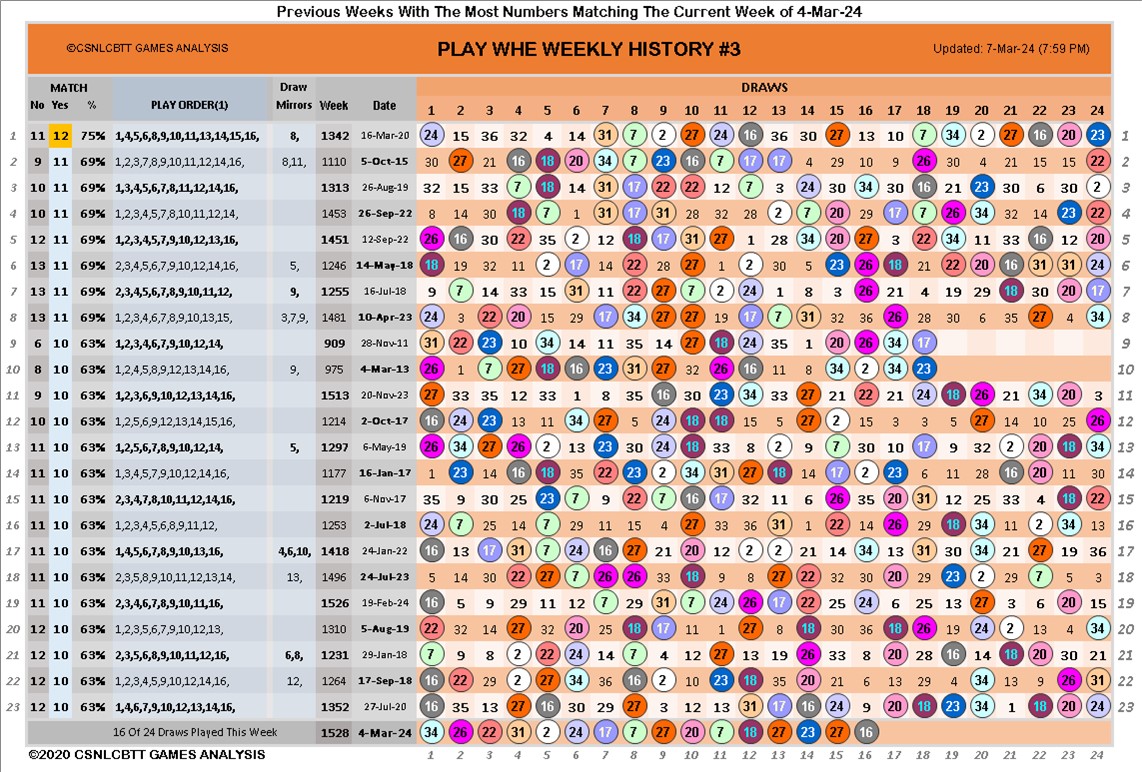 Previous Weeks With The Most Numbers Matching The Current Week of 4-Mar-24
©CSNLCBTT GAMES ANALYSIS PLAY WHE WEEKLY HISTORY #3 Updated: 7-Mar-24 (7:59 PM)
MATCH Draw DRAWS
No Yes % PLAY ORDER(1) Mirrors Week Date 1 2 3 4 5 6 7 8 9 10 11 12 13 14 15 16 17 18 19 20 21 22 23 24
1 11 12 75% 1,4,5,6,8,9,10,11,13,14,15,16, 8, 1342 16-Mar-20 24 15 36 32 4 14 31 7 2 27 24 16 36 15 27 13 10 7 34 2 27 16 20 23 1
2 9 11 69% 1,2,3,7,8,9,10,11,12,14,16, 8,11, 1110 5-Oct-15 30 27 21 16 18 20 34 7 23 16 7 17 17 4 29 10 9 26 30 4 21 15 15 22 2
3 10 11 69% 1,3,4,5,6,7,8,11,12,14,16, 1313 26-Aug-19 32 15 33 7 18 14 31 17 22 22 12 7 3 24 30 34 30 16 21 23 30 6 30 2 3
4 10 11 69% 1,2,3,4,5,7,8,10,11,12,14, 1453 26-Sep-22 8 14 30 18 7 1 31 17 31 28 13 28 2 7 20 29 17 7 26 34 32 14 23 22 4
5 12 11 69% 1,2,3,4,5,7,9,10,12,13,16, 1451 12-Sep-22 26 16 30 22 35 2 12 18 17 31 27 1 28 34 20 27 3 22 34 11 33 16 12 20 5
6 13 11 69% 2,3,4,5,6,7,9,10,12,14,16, 5, 1246 14-May-18 18 19 32 11 2 17 14 22 28 27 1 2 30 5 23 26 18 21 22 20 16 31 31 24 6
7 13 11 69% 2,3,4,5,6,7,8,9,10,11,12, 9, 1255 16-Jul-18 9 7 14 33 15 31 11 22 27 7 2 24 1 8 3 26 21 4 19 29 18 30 20 17 7
8 13 11 69% 1,2,3,4,6,7,8,9,10,13,15, 3,7,9, 1481 10-Apr-23 24 3 22 20 15 29 17 34 27 27 19 17 7 31 32 36 26 28 30 6 35 27 4 34 8
9 6 10 63% 1,2,3,4,6,7,9,10,12,14, 909 28-Nov-11 31 22 23 10 34 14 11 35 14 27 18 24 35 1 20 26 34 17 9
10 8 10 63% 1,2,4,5,8,9,12,13,14,16, 9, 975 4-Mar-13 26 1 7 27 18 16 23 31 27 32 26 16 11 8 34 2 34 23 10
11 9 10 63% 1,2,3,6,9,10,12,13,14,16, 1513 20-Nov-23 27 33 35 12 33 1 8 35 16 30 23 34 33 27 21 22 21 24 18 26 21 34 20 3 11
12 10 10 63% 1,2,5,6,9,12,13,14,15,16, 1214 2-Oct-17 16 24 23 13 11 34 27 5 24 18 18 15 5 27 2 15 3 3 5 27 14 10 5 26 12
13 11 10 63% 1,2,5,6,7,8,9,10,12,14, 5, 1297 6-May-19 26 34 27 26 2 13 23 30 24 18 33 8 2 9 7 30 10 17 9 32 2 20 18 34 13
14 11 10 63% 1,3,4,5,7,9,10,12,14,16, 1177 16-Jan-17 1 23 14 16 18 35 22 23 2 34 31 27 18 14 17 2 23 6 11 28 16 20 11 30 14
15 11 10 63% 2,3,4,7,8,10,11,12,14,16, 1219 6-Nov-17 35 9 30 25 23 7 9 22 7 16 17 32 11 6 26 35 20 31 12 25 33 4 18 22 15
16 11 10 63% 1,2,3,4,5,6,8,9,11,12, 1253 2-Jul-18 24 7 25 14 7 29 11 15 4 27 33 36 31 1 22 17 26 29 18 34 11 2 34 13 16
17 11 10 63% 1,4,5,6,7,8,9,10,13,16, 4,6,10, 1418 24-Jan-22 16 13 17 31 7 24 16 27 21 20 12 2 2 21 14 34 13 31 30 34 21 27 19 36 17
18 11 10 63% 2,3,5,8,9,10,11,12,13,14, 13, 1496 24-Jul-23 5 14 30 22 27 7 26 26 33 18 9 8 27 22 30 30 20 29 23 2 29 7 5 3 18
19 11 10 63% 2,3,4,6,7,8,9,10,11,16, 1526 19-Feb-24 16 5 9 29 11 12 7 29 31 7 24 26 17 22 25 24 6 25 13 27 3 6 20 15 19
20 12 10 63% 1,2,3,5,6,7,9,10,12,13, 1310 5-Aug-19 22 32 14 27 32 20 25 18 17 11 1 27 8 18 30 36 18 26 19 24 2 13 4 34 20
21 12 10 63% 2,3,5,6,8,9,10,11,12,16, 6,8, 1231 29-Jan-18 7 9 8 2 22 24 14 7 4 11 27 13 14 26 33 8 20 28 16 14 18 20 30 21 21
22 12 10 63% 1,2,3,4,5,8,9,10,12,14, 12, 1264 17-Sep-18 16 22 29 2 27 34 36 16 2 11 23 18 35 20 21 6 13 29 4 34 13 9 26 31 22
23 12 10 63% 1,4,6,7,9,10,12,13,14,16, 1352 27-Jul-20 16 35 13 27 16 30 29 27 3 12 13 31 17 16 24 9 20 18 23 34 1 18 20 24 23
16 Of 24 Draws Played This Week 1528 4-Mar-24 34 26 22 31 2 24 17 27 20 7 18 34 27 23 27 16
©2020 CSNLCBTT GAMES ANALYSIS 1 2 3 4 5 6 7 8 9 10 11 12 13 14 15 16 17 18 19 20 21 22 23 24